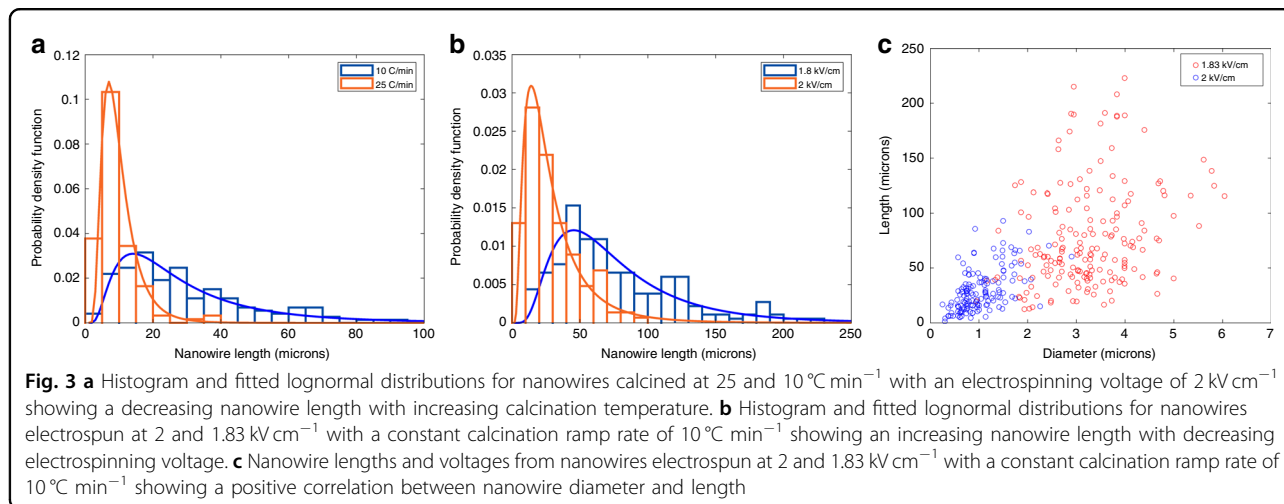 a
0.12
0.1
0.08
0.06
0.04
0.02
0
0
20
40
60
80
100
Probability density function
Nanowire length (microns)
10 C/min
25 C/min
b
0.035
0.03
0.025
0.02
0.015
0.01
0.005
0
0
50
100
150
200
250
Probability density function
Nanowire length (microns)
1.8 kV/cm
2 kV/cm
c
250
200
150
100
50
0
0
1
2
3
4
5
6
7
Length (microns)
Diameter (microns)
1.83 kV/cm
2 kV/cm
Fig. 3 a Histogram and fitted lognormal distributions for nanowires calcined at 25 and 10 °C min⁻¹ with an electrospinning voltage of 2 kV cm⁻¹
showing a decreasing nanowire length with increasing calcination temperature. b Histogram and fitted lognormal distributions for nanowires
electrospun at 2 and 1.83 kV cm⁻¹ with a constant calcination ramp rate of 10 °C min⁻¹ showing an increasing nanowire length with decreasing
electrospinning voltage. c Nanowire lengths and voltages from nanowires electrospun at 2 and 1.83 kV cm⁻¹ with a constant calcination ramp rate of
10 °C min⁻¹ showing a positive correlation between nanowire diameter and length